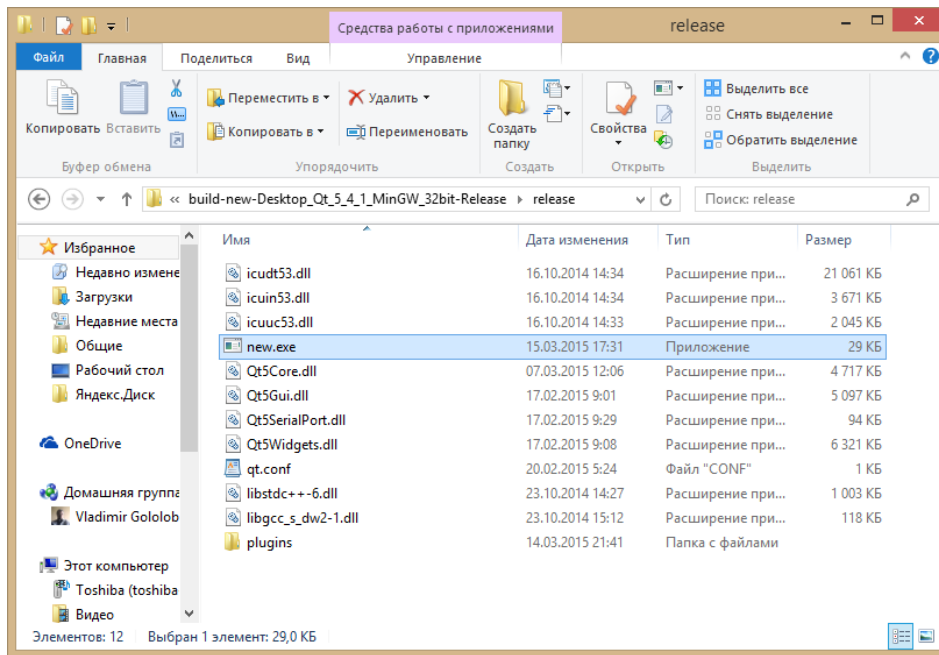 Средства работы с приложениями
release
Файл Главная Поделиться Вид Управление
Копировать Вставить
Переместить в
Копировать в
Удалить
Переименовать
Создать папку
Свойства
Выделить все
Снять выделение
Обратить выделение
Буфер обмена Упорядочить Создать Открыть Выделить
« build-new-Desktop_Qt_5_4_1_MinGW_32bit-Release release
Поиск: release
Избранное
Недавно измене
Загрузки
Недавние места
Общие
Рабочий стол
Яндекс.Диск
OneDrive
Домашняя группа
Vladimir Gololob
Этот компьютер
Toshiba (toshiba
Видео
Имя Дата изменения Тип Размер
icudt53.dll 16.10.2014 14:34 Расширение при... 21 061 КБ
icuin53.dll 16.10.2014 14:34 Расширение при... 3 671 КБ
icuuc53.dll 16.10.2014 14:33 Расширение при... 2 045 КБ
new.exe 15.03.2015 17:31 Приложение 29 КБ
Qt5Core.dll 07.03.2015 12:06 Расширение при... 4 717 КБ
Qt5Gui.dll 17.02.2015 9:01 Расширение при... 5 097 КБ
Qt5SerialPort.dll 17.02.2015 9:29 Расширение при... 94 КБ
Qt5Widgets.dll 17.02.2015 9:08 Расширение при... 6 321 КБ
qt.conf 20.02.2015 5:24 Файл "CONF" 1 КБ
libstdc++-6.dll 23.10.2014 14:27 Расширение при... 1 003 КБ
libgcc_s_dw2-1.dll 23.10.2014 15:12 Расширение при... 118 КБ
plugins 14.03.2015 21:41 Папка с файлами
Элементов: 12 Выбран 1 элемент: 29,0 КБ